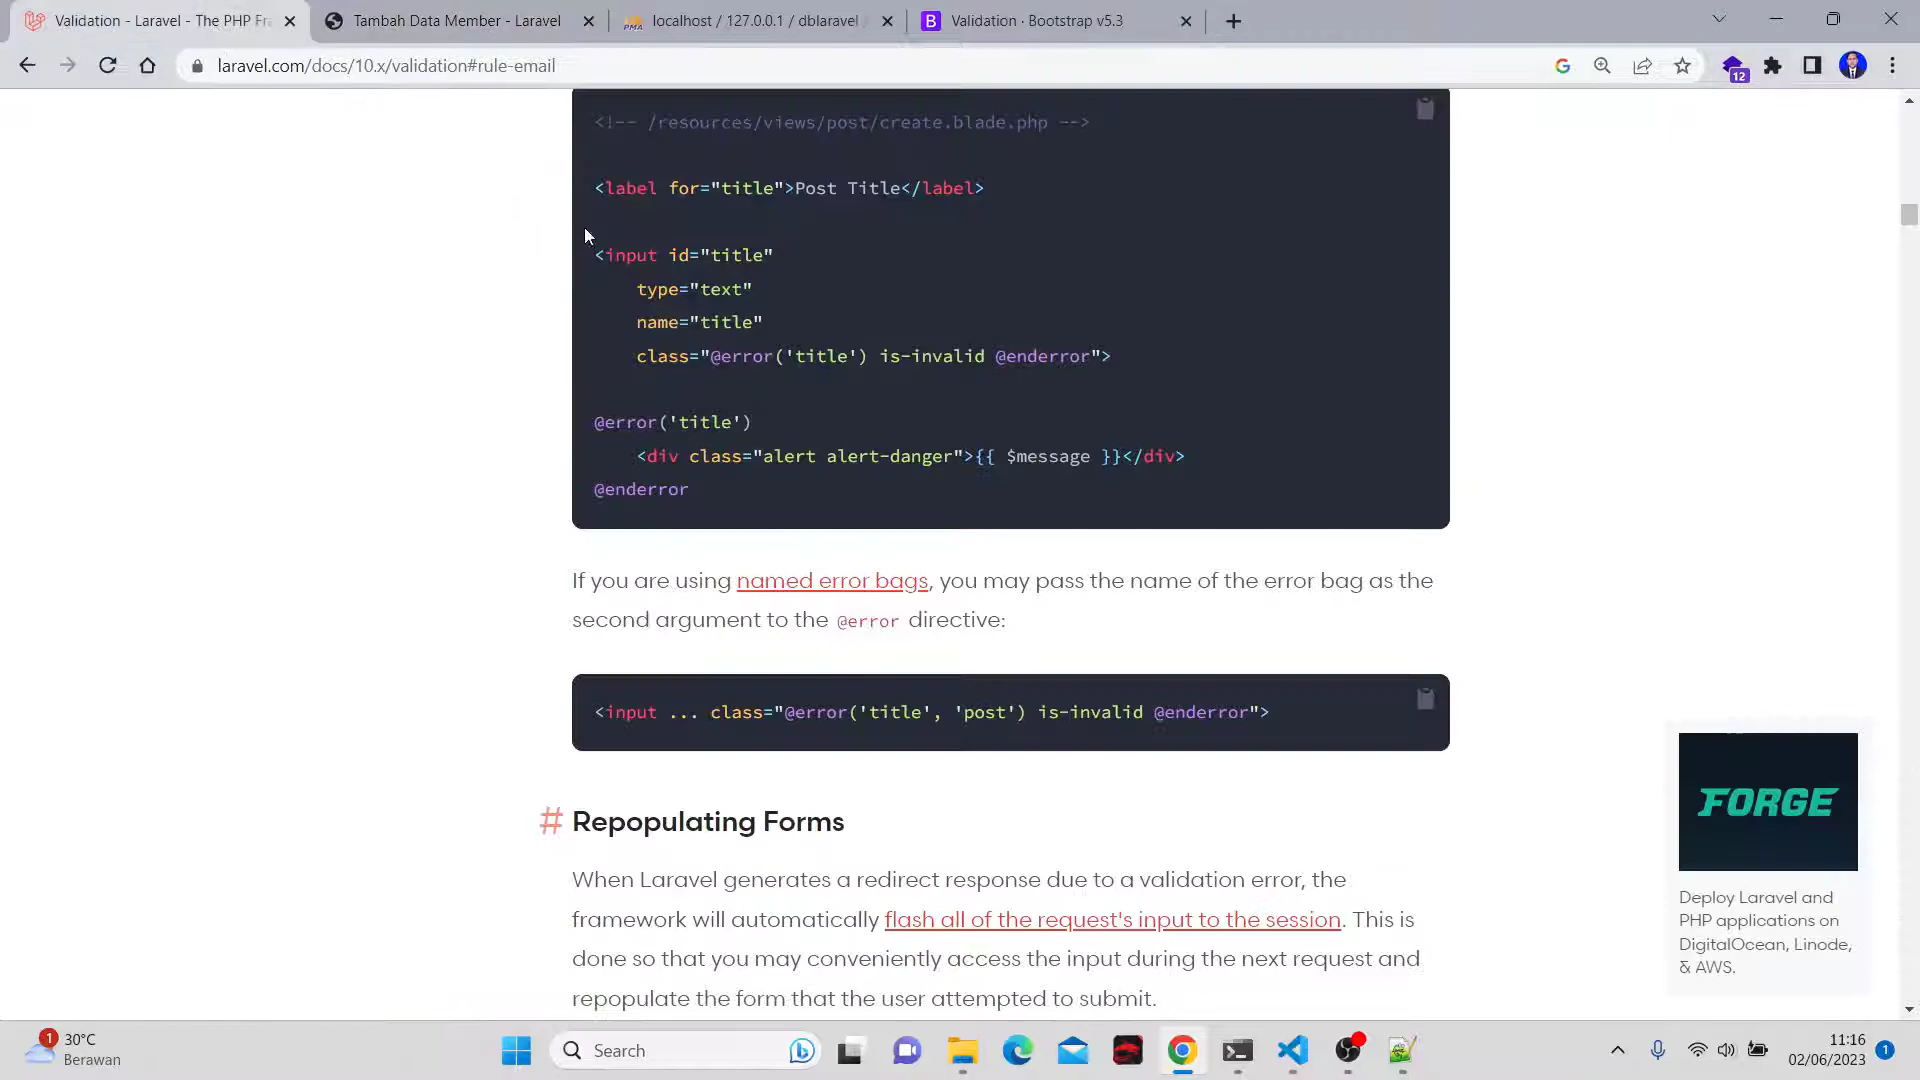 Validation - Laravel - The PHP Fra
Tambah Data Member - Laravel
PMA
localhost / 127.0.0.1 / dblaravel
B
Validation · Bootstrap v5.3
laravel.com/docs/10.x/validation#rule-email
12
<!-- /resources/views/post/create.blade.php -->
<label for="title">Post Title</label>
<input id="title"
type="text"
name="title"
class="@error('title') is-invalid @enderror">
@error('title')
<div class="alert alert-danger">{{ $message }}</div>
@enderror
If you are using named error bags, you may pass the name of the error bag as the
second argument to the @error directive:
<input ... class="@error('title', 'post') is-invalid @enderror">
# Repopulating Forms
When Laravel generates a redirect response due to a validation error, the
framework will automatically flash all of the request's input to the session. This is
done so that you may conveniently access the input during the next request and
repopulate the form that the user attempted to submit.
FORGE
Deploy Laravel and
PHP applications on
DigitalOcean, Linode,
& AWS.
1
30°C
Berawan
Search
11:16
02/06/2023
1